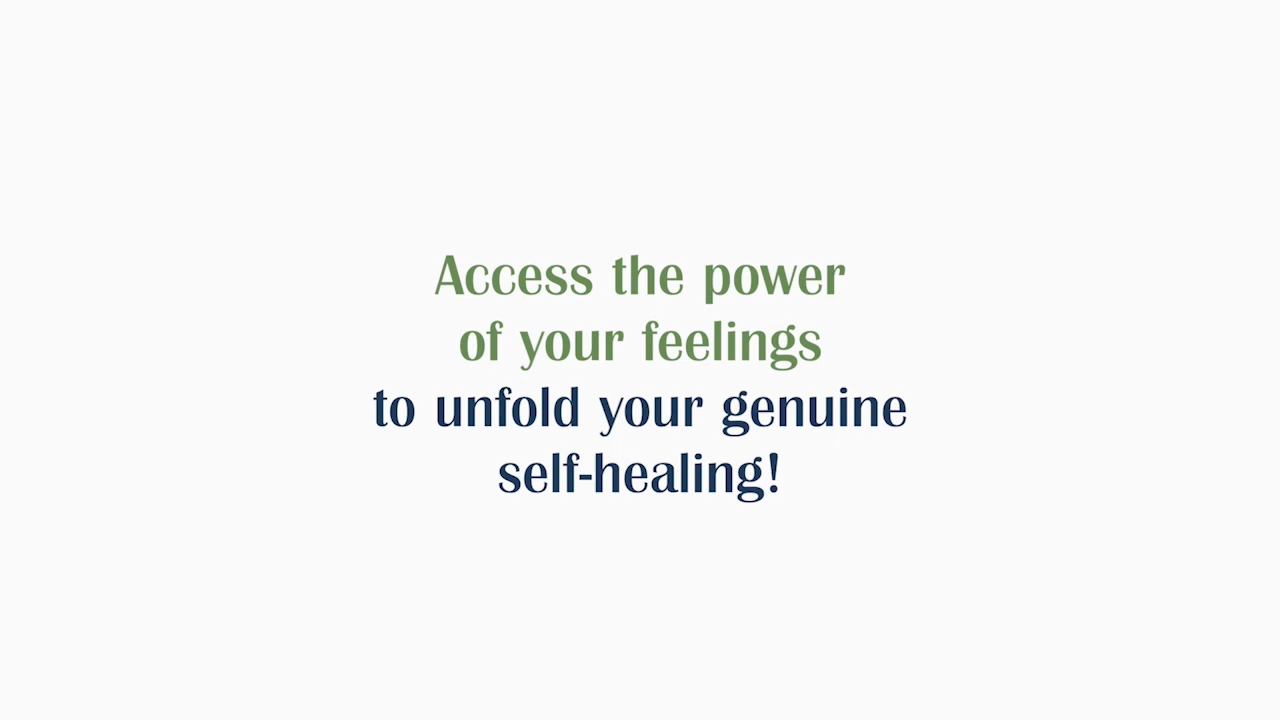 Access the power
of your feelings
to unfold your genuine
self-healing!